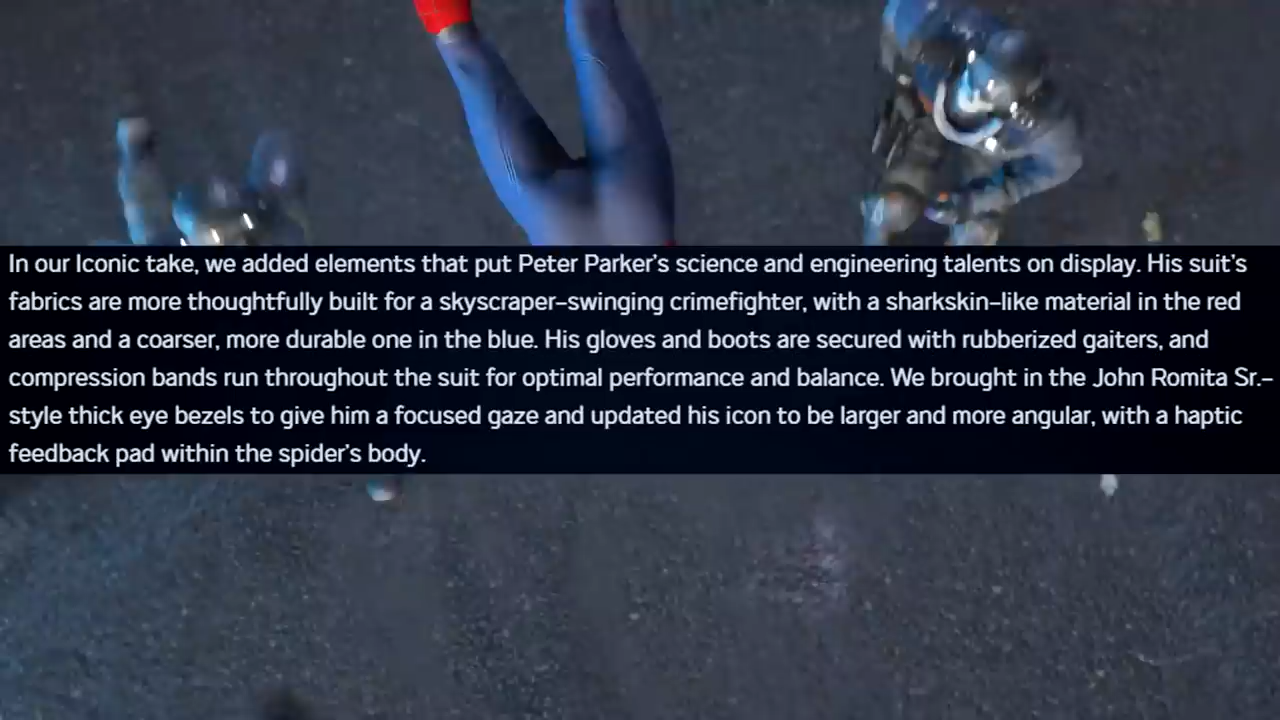 In our Iconic take, we added elements that put Peter Parker's science and engineering talents on display. His suit's
fabrics are more thoughtfully built for a skyscraper-swinging crimefighter, with a sharkskin-like material in the red
areas and a coarser, more durable one in the blue. His gloves and boots are secured with rubberized gaiters, and
compression bands run throughout the suit for optimal performance and balance. We brought in the John Romita Sr.-
style thick eye bezels to give him a focused gaze and updated his icon to be larger and more angular, with a haptic
feedback pad within the spider's body.